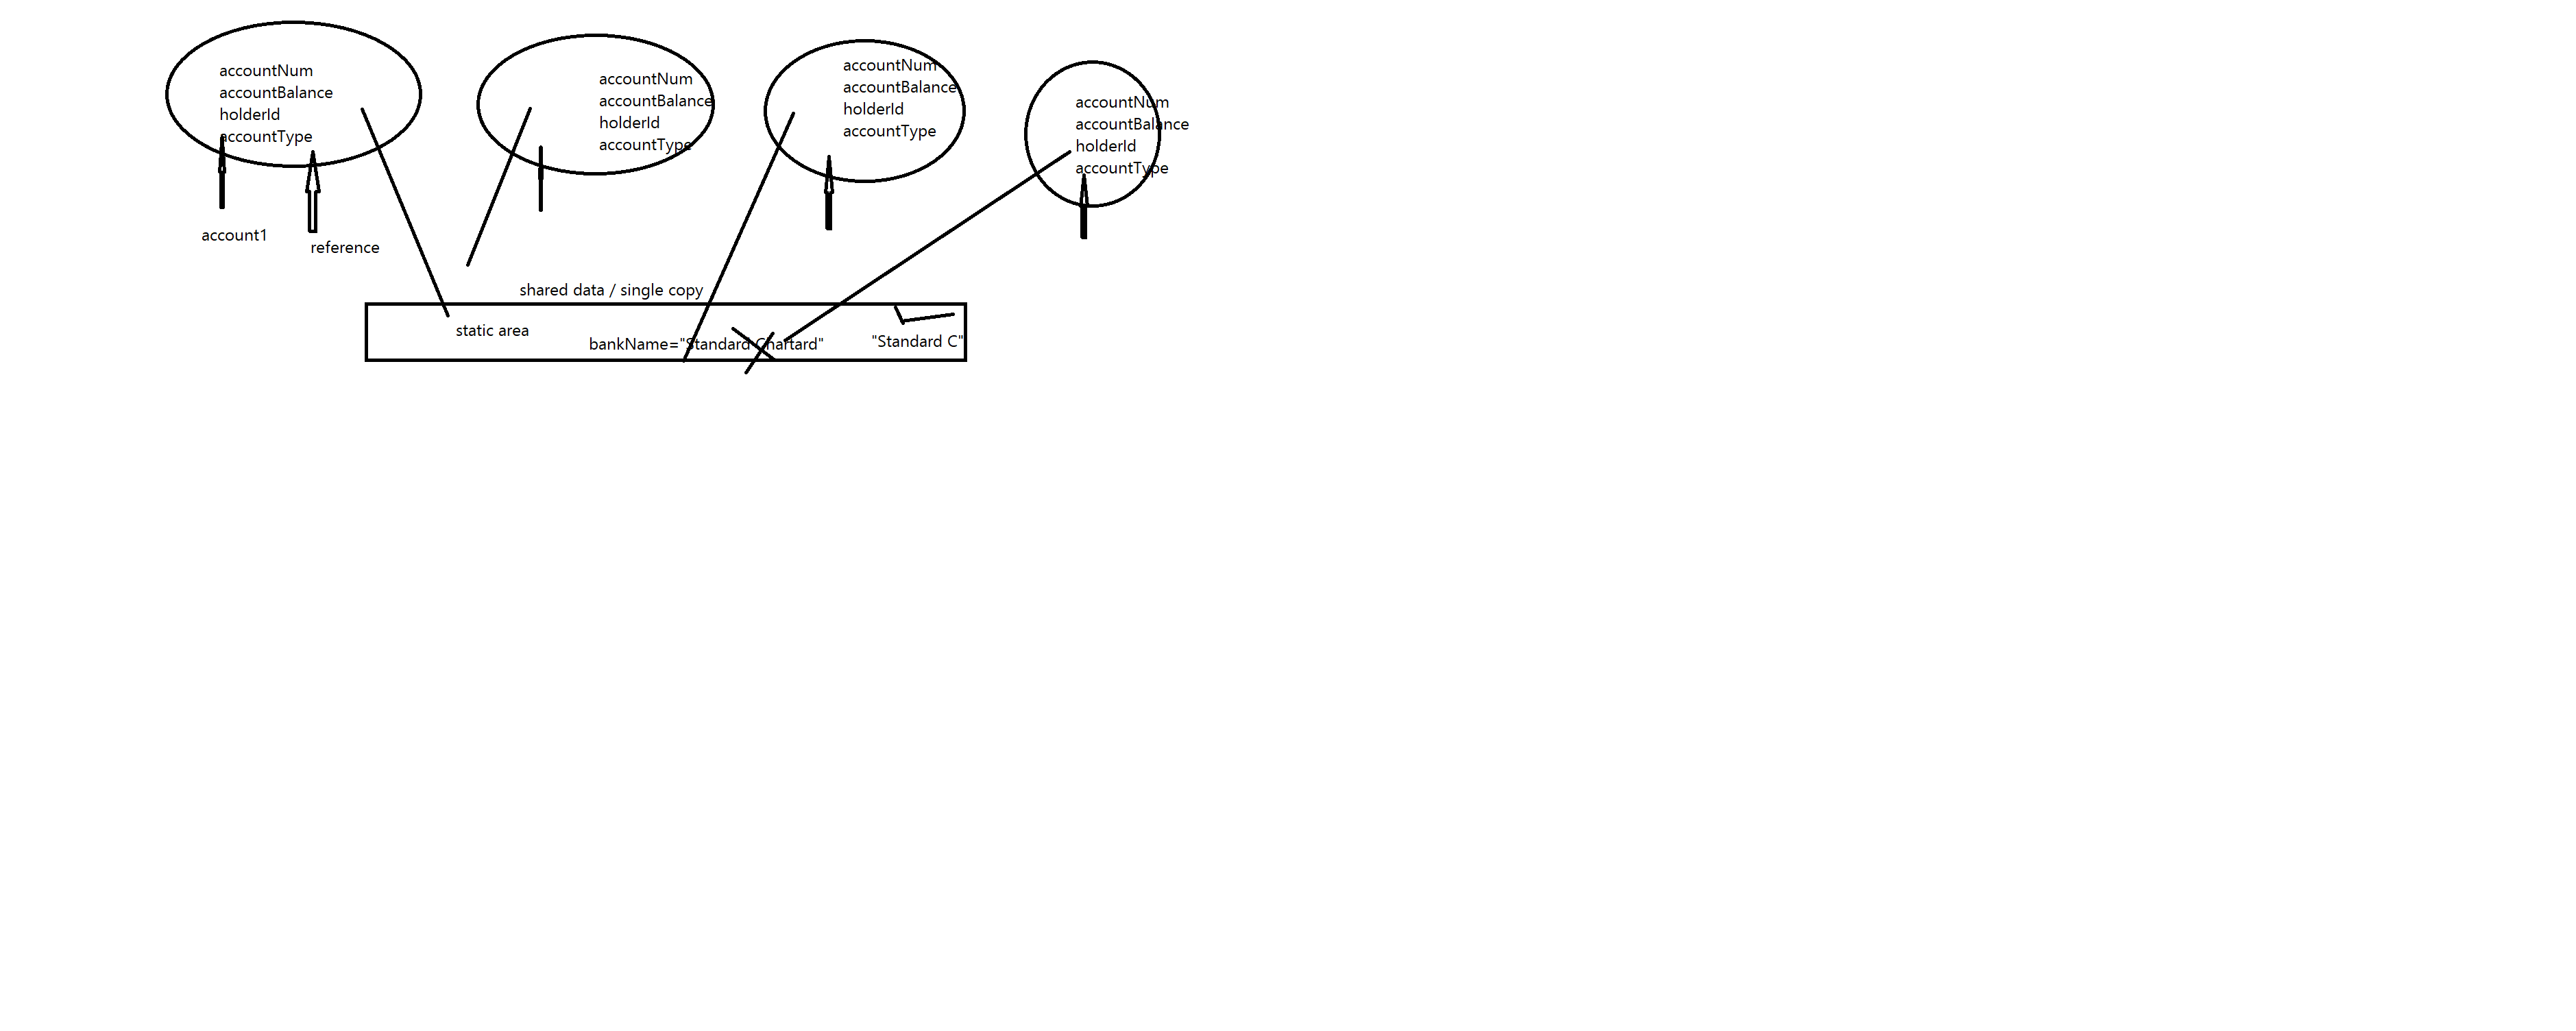 accountNum
accountBalance
holderId
accountType
accountNum
accountBalance
holderId
accountType
accountNum
accountBalance
holderId
accountType
accountNum
accountBalance
holderId
accountType
account1
reference
shared data / single copy
static area
bankName="Standard Chartard"
"Standard C"